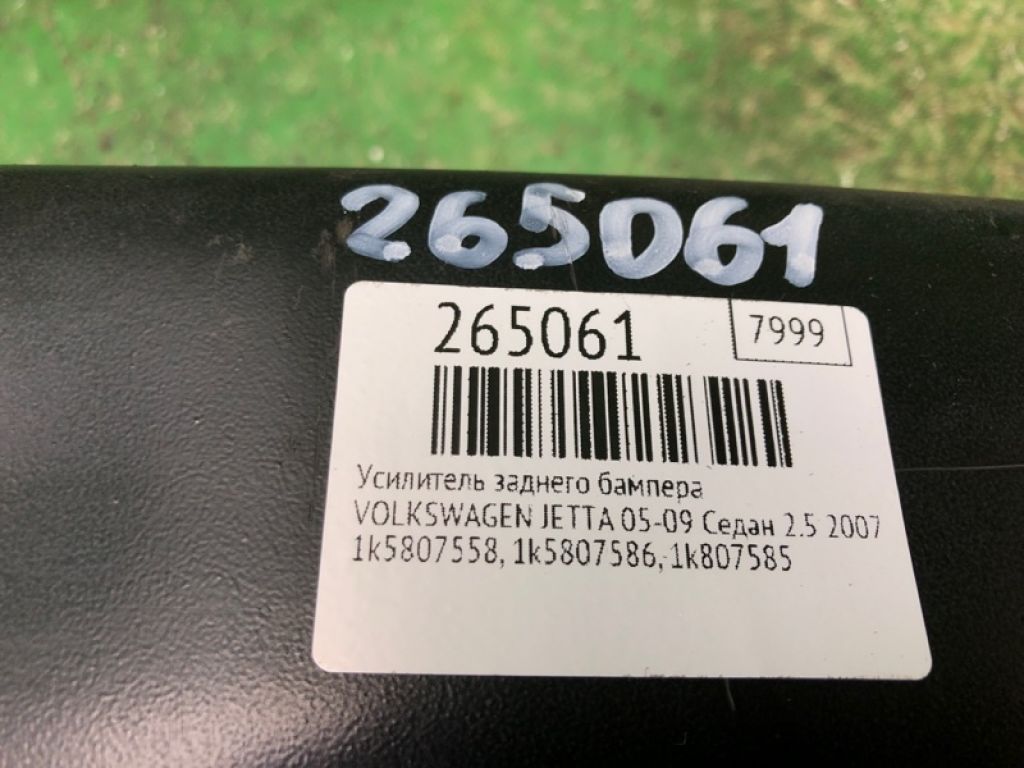 265061
265061
7999
Усилитель заднего бампера
VOLKSWAGEN JETTA 05-09 Седан 2.5 2007
1k5807558, 1k5807586, 1k807585